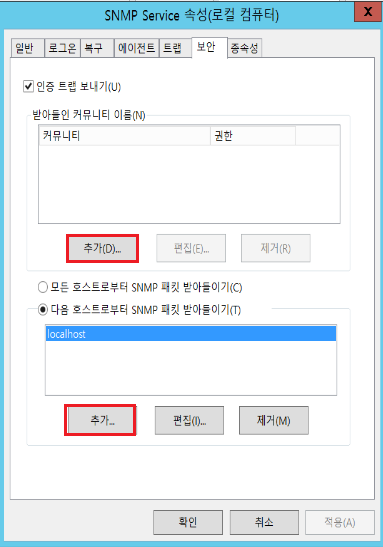 SNMP Service 속성(로컬 컴퓨터)
x
일반 로그온 복구 에이전트 트랩 보안 종속성
인증 트랩 보내기(U)
받아들인 커뮤니티 이름(N)
커뮤니티 권한
추가(D)... 편집(E)... 제거(R)
모든 호스트로부터 SNMP 패킷 받아들이기(C)
다음 호스트로부터 SNMP 패킷 받아들이기(T)
localhost
추가... 편집(I)... 제거(M)
확인 취소 적용(A)